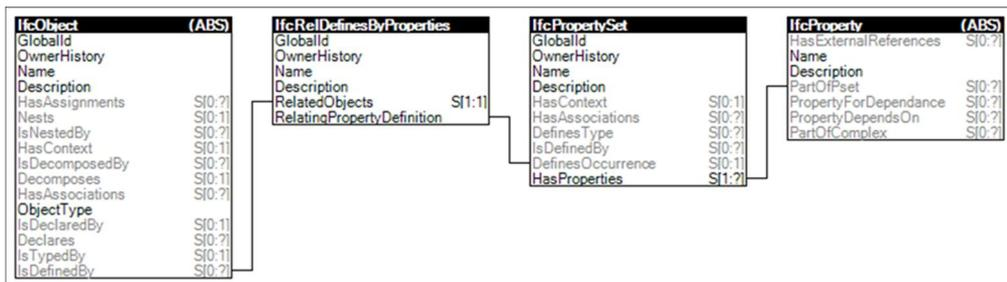 IfcObject (ABS)
GlobalId
OwnerHistory
Name
Description
HasAssignments S[0:?]
Nests S[0:1]
IsNestedBy S[0:?]
HasContext S[0:1]
IsDecomposedBy S[0:?]
Decomposes S[0:1]
HasAssociations S[0:?]
ObjectType
IsDeclaredBy S[0:1]
Declares S[0:?]
IsTypedBy S[0:1]
IsDefinedBy S[0:?]
IfcRelDefinesByProperties
GlobalId
OwnerHistory
Name
Description
RelatedObjects S[1:1]
RelatingPropertyDefinition
IfcPropertySet
GlobalId
OwnerHistory
Name
Description
HasContext S[0:1]
HasAssociations S[0:?]
DefinesType S[0:?]
IsDefinedBy S[0:?]
DefinesOccurrence S[0:1]
HasProperties S[1:?]
IfcProperty (ABS)
HasExternalReferences S[0:?]
Name
Description
PartOfPset S[0:?]
PropertyForDependance S[0:?]
PropertyDependsOn S[0:?]
PartOfComplex S[0:?]